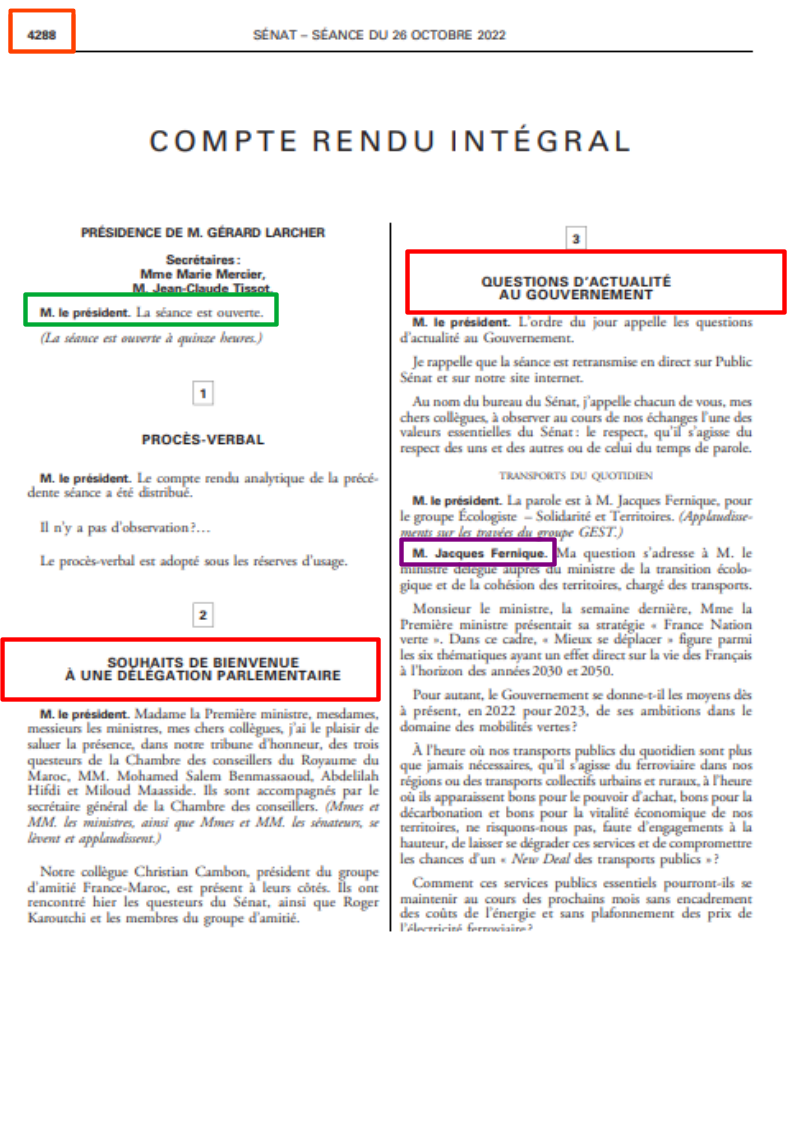 4288
SÉNAT – SÉANCE DU 26 OCTOBRE 2022
COMPTE RENDU INTÉGRAL
PRÉSIDENCE DE M. GÉRARD LARCHER
Secrétaires :
Mme Marie Mercier,
M. Jean-Claude Tissot.
M. le président. La séance est ouverte.
(La séance est ouverte à quinze heures.)
1
PROCÈS-VERBAL
M. le président. Le compte rendu analytique de la précé-
dente séance a été distribué.
Il n'y a pas d'observation ?…
Le procès-verbal est adopté sous les réserves d'usage.
2
SOUHAITS DE BIENVENUE
À UNE DÉLÉGATION PARLEMENTAIRE
M. le président. Madame la Première ministre, mesdames,
messieurs les ministres, mes chers collègues, j'ai le plaisir de
saluer la présence, dans notre tribune d'honneur, des trois
questeurs de la Chambre des conseillers du Royaume du
Maroc, MM. Mohamed Salem Benmassaoud, Abdelilah
Hifdi et Miloud Maasside. Ils sont accompagnés par le
secrétaire général de la Chambre des conseillers. (Mmes et
MM. les ministres, ainsi que Mmes et MM. les sénateurs, se
lèvent et applaudissent.)
Notre collègue Christian Cambon, président du groupe
d'amitié France-Maroc, est présent à leurs côtés. Ils ont
rencontré hier les questeurs du Sénat, ainsi que Roger
Karoutchi et les membres du groupe d'amitié.
3
QUESTIONS D'ACTUALITÉ
AU GOUVERNEMENT
M. le président. L'ordre du jour appelle les questions
d'actualité au Gouvernement.
Je rappelle que la séance est retransmise en direct sur Public
Sénat et sur notre site internet.
Au nom du bureau du Sénat, j'appelle chacun de vous, mes
chers collègues, à observer au cours de nos échanges l'une des
valeurs essentielles du Sénat : le respect, qu'il s'agisse du
respect des uns et des autres ou de celui du temps de parole.
TRANSPORTS DU QUOTIDIEN
M. le président. La parole est à M. Jacques Fernique, pour
le groupe Écologiste – Solidarité et Territoires. (Applaudisse-
ments sur les travées du groupe GEST.)
M. Jacques Fernique. Ma question s'adresse à M. le
ministre délégué auprès du ministre de la transition écolo-
gique et de la cohésion des territoires, chargé des transports.
Monsieur le ministre, la semaine dernière, Mme la
Première ministre présentait sa stratégie « France Nation
verte ». Dans ce cadre, « Mieux se déplacer » figure parmi
les six thématiques ayant un effet direct sur la vie des Français
à l'horizon des années 2030 et 2050.
Pour autant, le Gouvernement se donne-t-il les moyens dès
à présent, en 2022 pour 2023, de ses ambitions dans le
domaine des mobilités vertes ?
À l'heure où nos transports publics du quotidien sont plus
que jamais nécessaires, qu'il s'agisse du ferroviaire dans nos
régions ou des transports collectifs urbains et ruraux, à l'heure
où ils apparaissent bons pour le pouvoir d'achat, bons pour la
décarbonation et bons pour la vitalité économique de nos
territoires, ne risquons-nous pas, faute d'engagements à la
hauteur, de laisser se dégrader ces services et de compromettre
les chances d'un « New Deal des transports publics » ?
Comment ces services publics essentiels pourront-ils se
maintenir au cours des prochains mois sans encadrement
des coûts de l'énergie et sans plafonnement des prix de
l'électricité ferroviaire ?